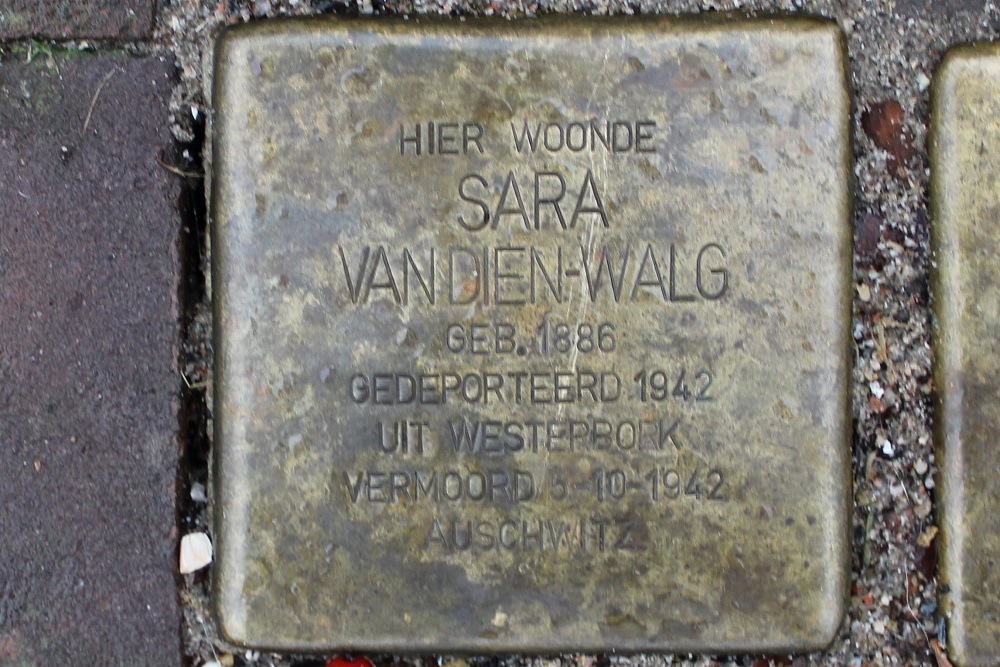 HIER WOONDE
SARA
VAN DIEN-WALG
GEB. 1886
GEDEPORTEERD 1942
UIT WESTERBORK
VERMOORD 5-10-1942
AUSCHWITZ